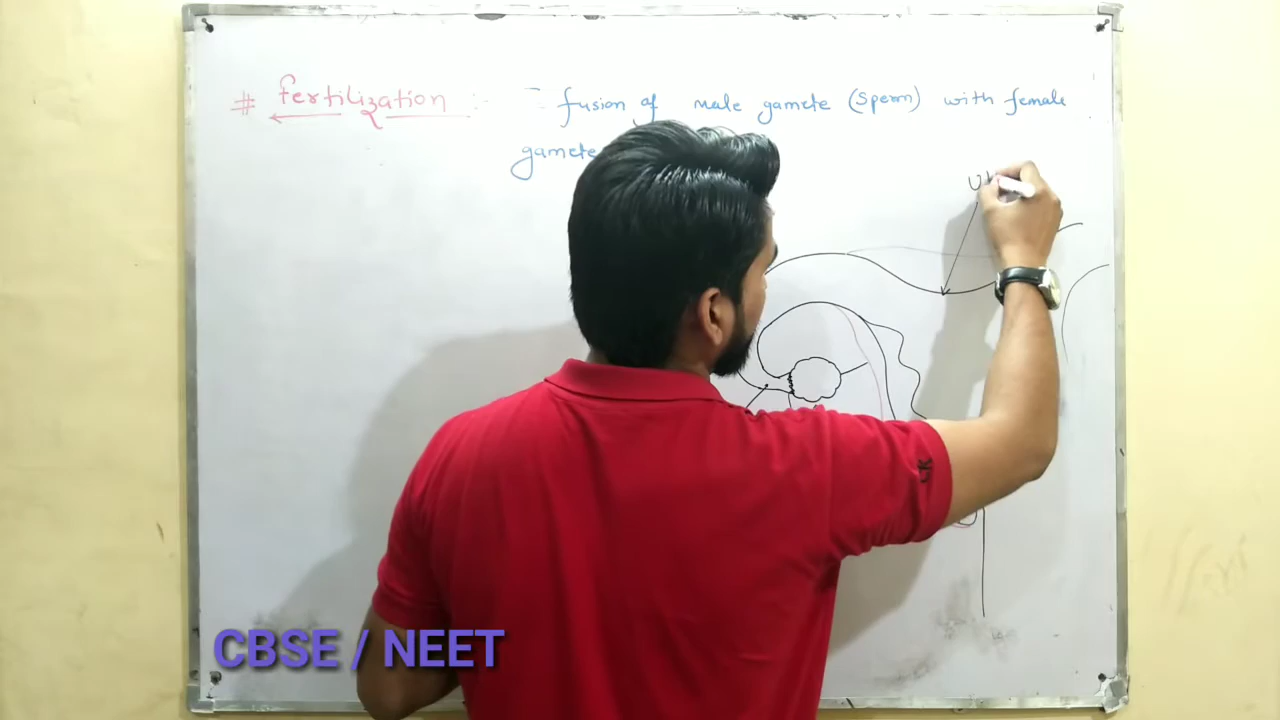 # Fertilization :- fusion of male gamete (sperm) with female
gamete
CBSE / NEET